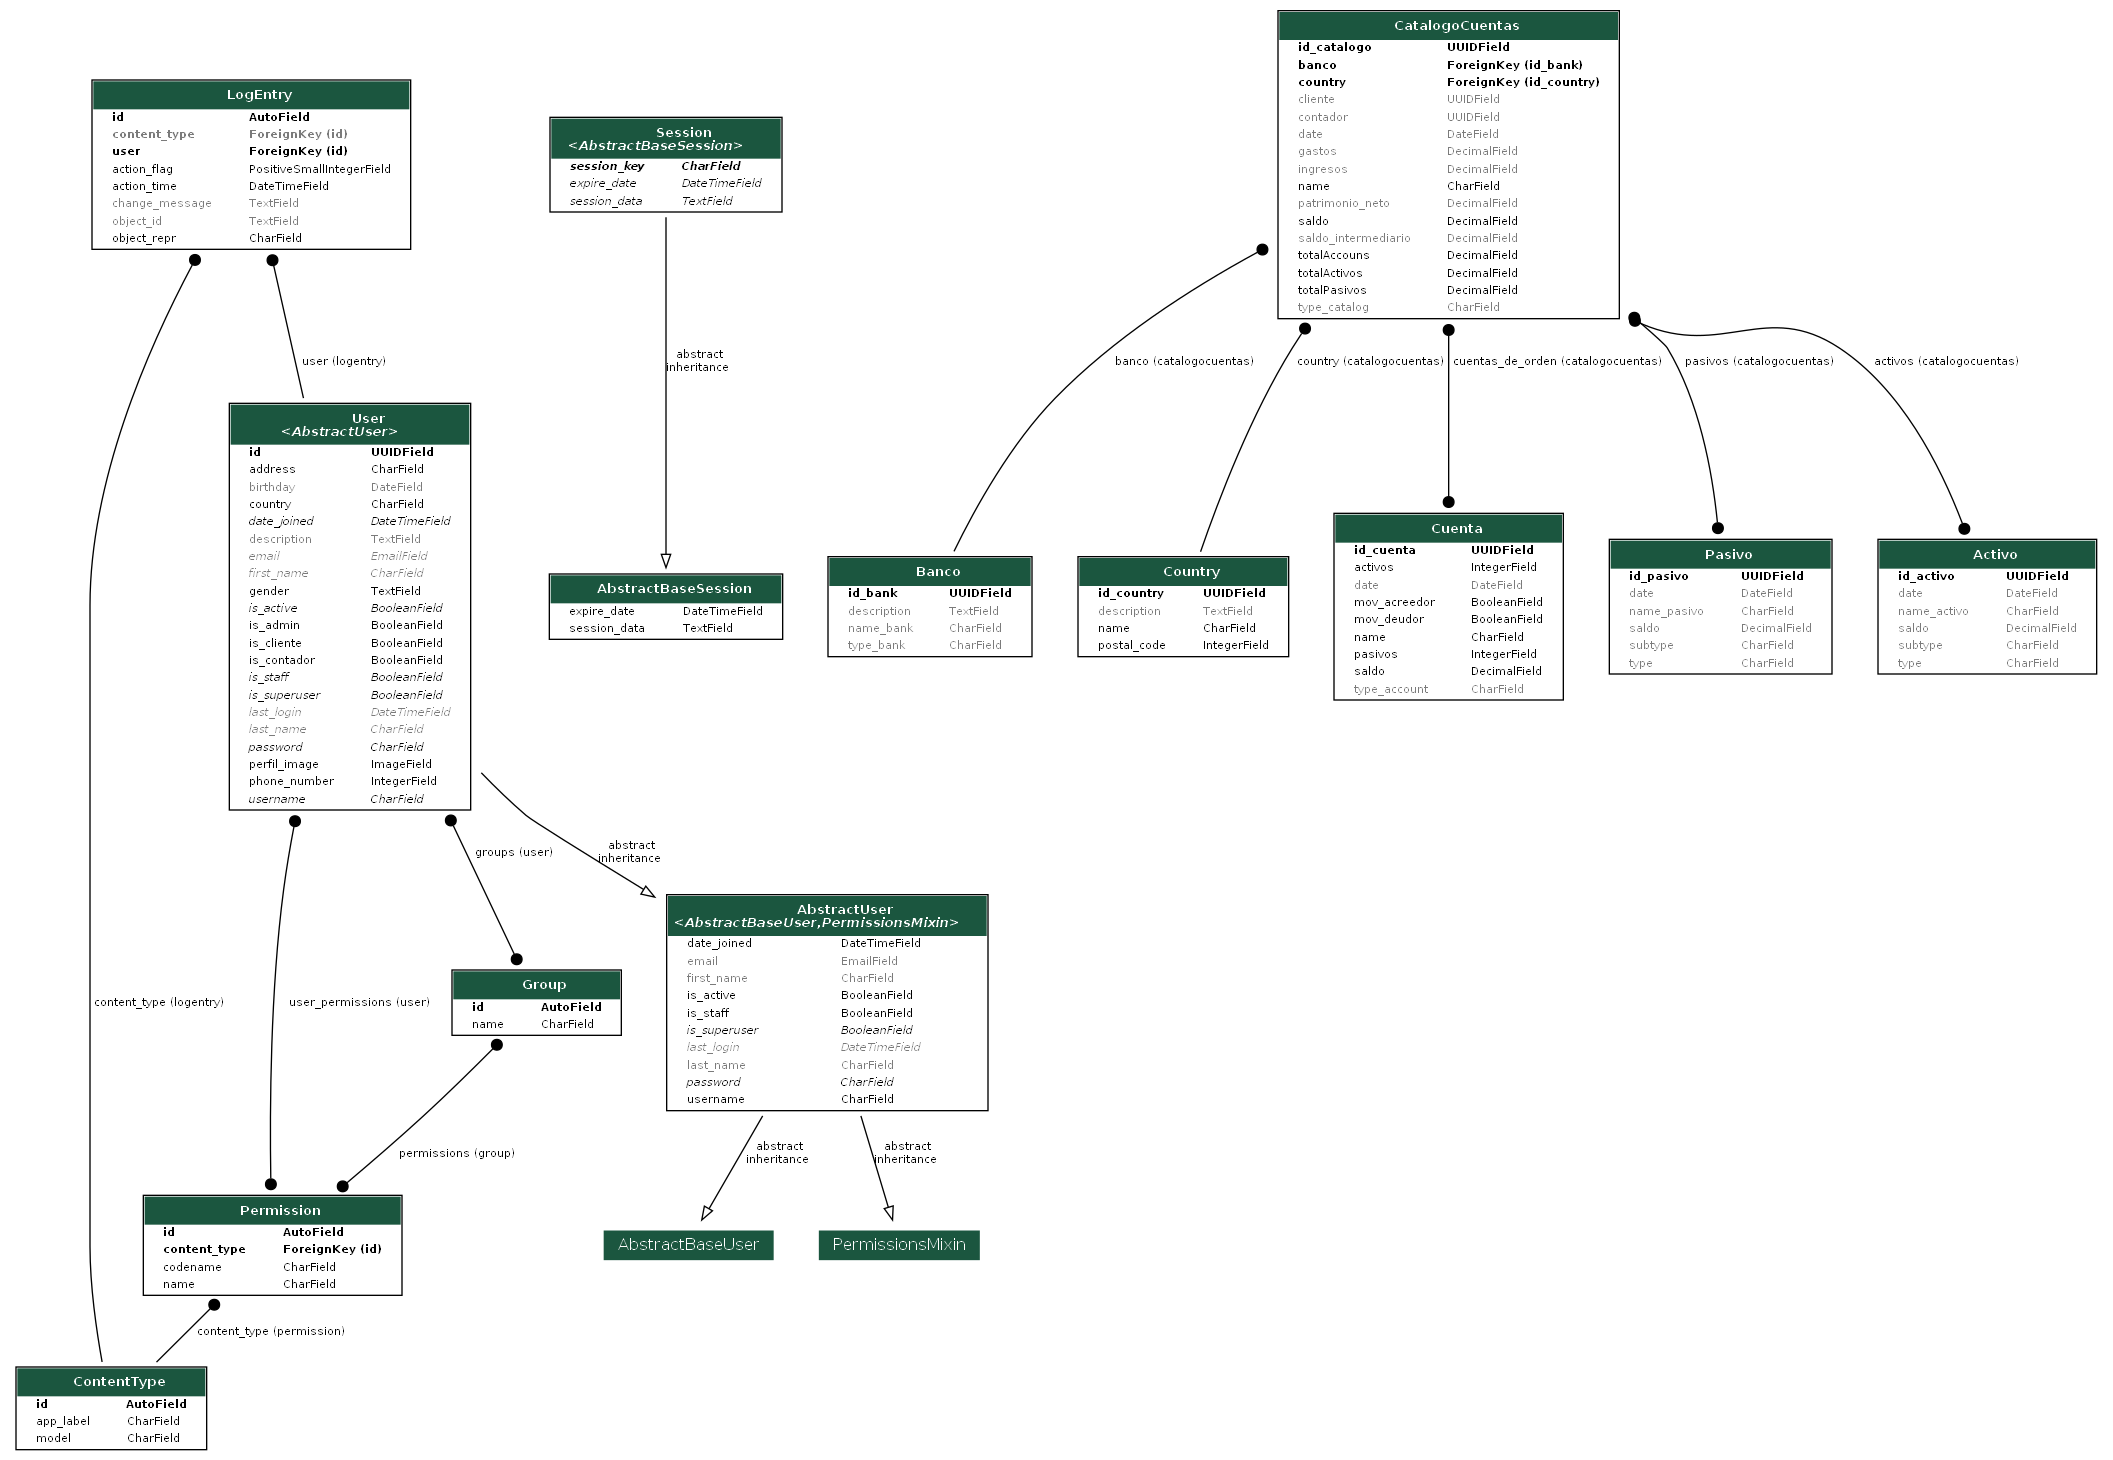 CatalogoCuentas
id_catalogo UUIDField
banco ForeignKey (id_bank)
country ForeignKey (id_country)
cliente UUIDField
contador UUIDField
date DateField
gastos DecimalField
ingresos DecimalField
name CharField
patrimonio_neto DecimalField
saldo DecimalField
saldo_intermediario DecimalField
totalAccouns DecimalField
totalActivos DecimalField
totalPasivos DecimalField
type_catalog CharField
LogEntry
id AutoField
content_type ForeignKey (id)
user ForeignKey (id)
action_flag PositiveSmallIntegerField
action_time DateTimeField
change_message TextField
object_id TextField
object_repr CharField
Session
<AbstractBaseSession>
session_key CharField
expire_date DateTimeField
session_data TextField
user (logentry)
abstract
inheritance
banco (catalogocuentas)
country (catalogocuentas)
cuentas_de_orden (catalogocuentas)
pasivos (catalogocuentas)
activos (catalogocuentas)
User
<AbstractUser>
id UUIDField
address CharField
birthday DateField
country CharField
date_joined DateTimeField
description TextField
email EmailField
first_name CharField
gender TextField
is_active BooleanField
is_admin BooleanField
is_cliente BooleanField
is_contador BooleanField
is_staff BooleanField
is_superuser BooleanField
last_login DateTimeField
last_name CharField
password CharField
perfil_image ImageField
phone_number IntegerField
username CharField
AbstractBaseSession
expire_date DateTimeField
session_data TextField
Banco
id_bank UUIDField
description TextField
name_bank CharField
type_bank CharField
Country
id_country UUIDField
description TextField
name CharField
postal_code IntegerField
Cuenta
id_cuenta UUIDField
activos IntegerField
date DateField
mov_acreedor BooleanField
mov_deudor BooleanField
name CharField
pasivos IntegerField
saldo DecimalField
type_account CharField
Pasivo
id_pasivo UUIDField
date DateField
name_pasivo CharField
saldo DecimalField
subtype CharField
type CharField
Activo
id_activo UUIDField
date DateField
name_activo CharField
saldo DecimalField
subtype CharField
type CharField
groups (user)
abstract
inheritance
AbstractUser
<AbstractBaseUser,PermissionsMixin>
date_joined DateTimeField
email EmailField
first_name CharField
is_active BooleanField
is_staff BooleanField
is_superuser BooleanField
last_login DateTimeField
last_name CharField
password CharField
username CharField
Group
id AutoField
name CharField
content_type (logentry)
user_permissions (user)
permissions (group)
abstract
inheritance
abstract
inheritance
Permission
id AutoField
content_type ForeignKey (id)
codename CharField
name CharField
AbstractBaseUser
PermissionsMixin
content_type (permission)
ContentType
id AutoField
app_label CharField
model CharField